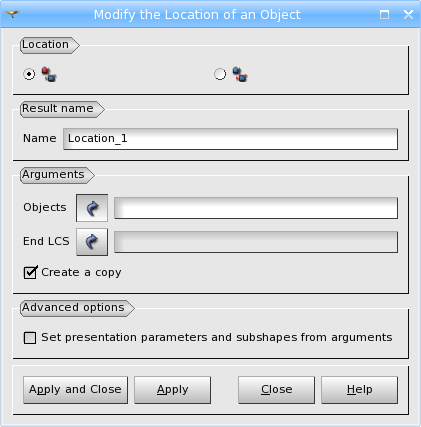 Modify the Location of an Object
Location
Result name
Name Location_1
Arguments
Objects
End LCS
Create a copy
Advanced options
Set presentation parameters and subshapes from arguments
Apply and Close Apply Close Help